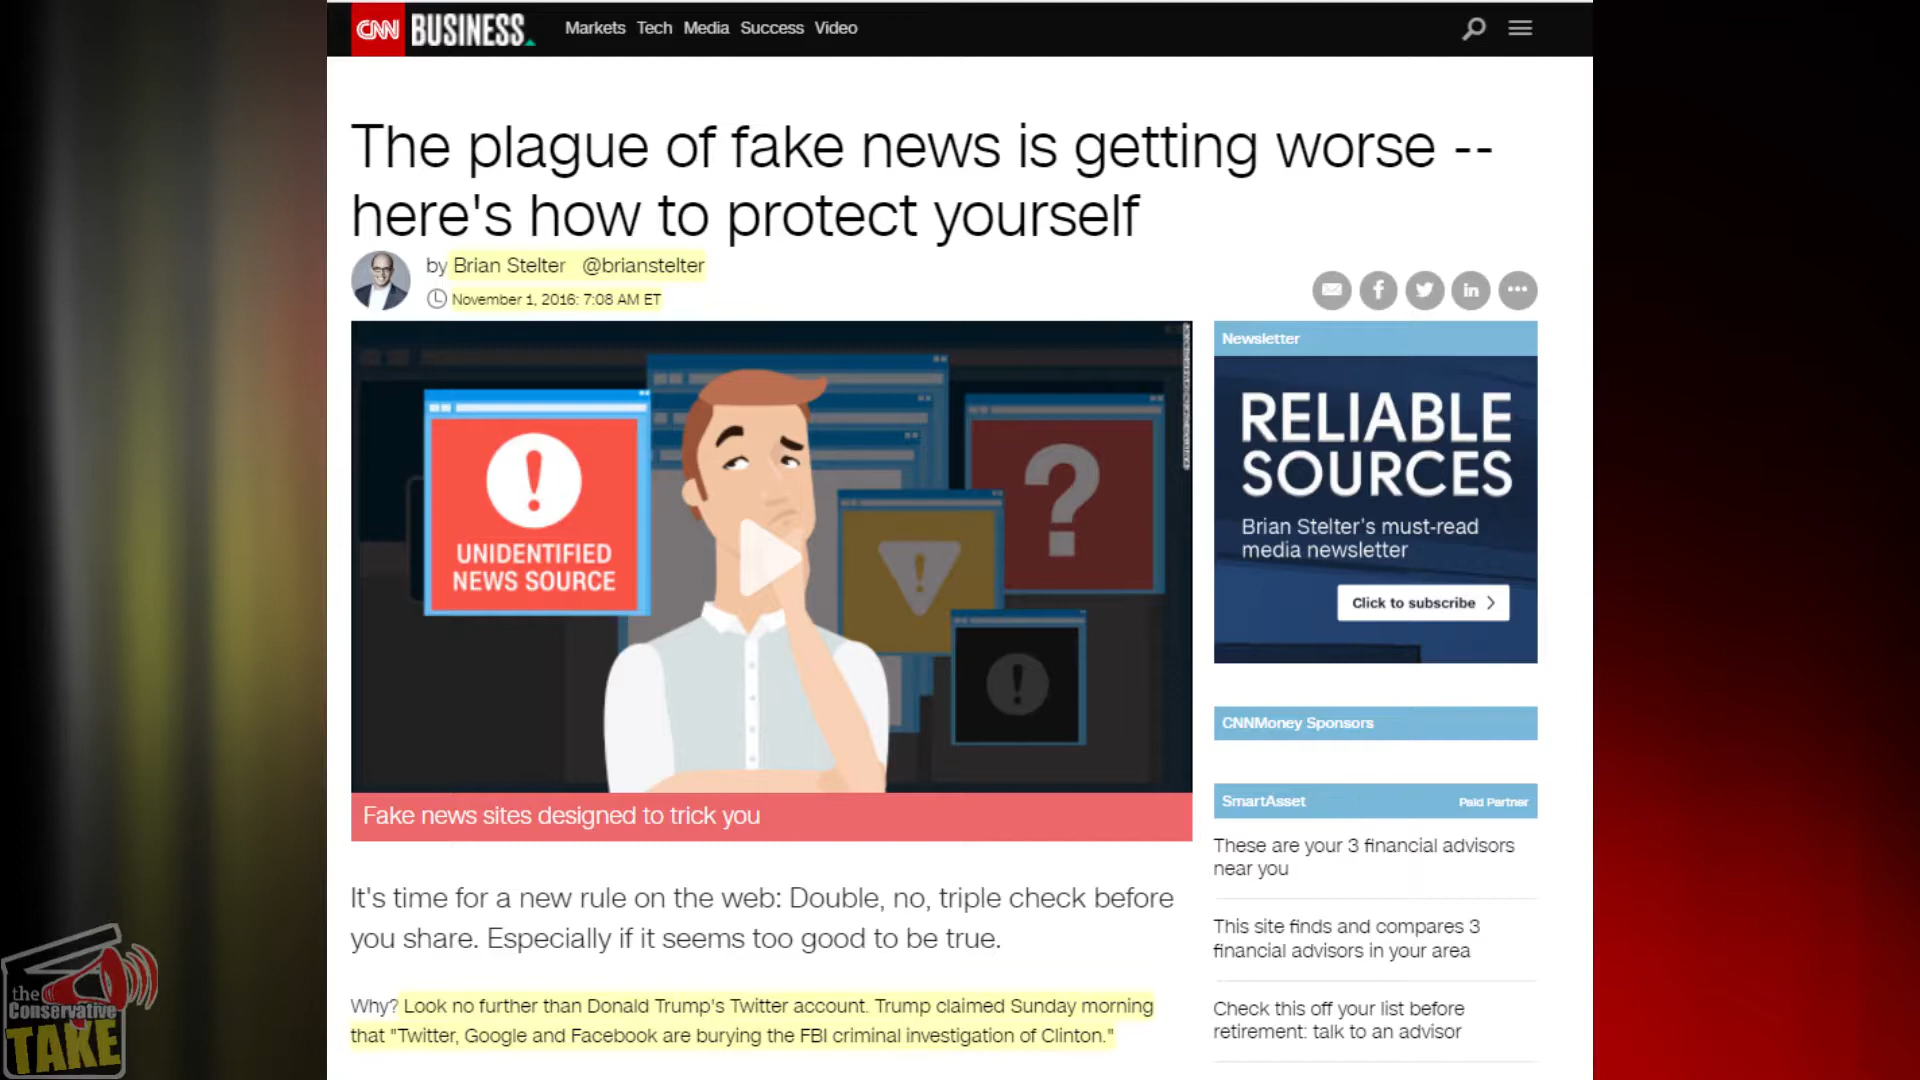 CNN BUSINESS
Markets Tech Media Success Video
The plague of fake news is getting worse --
here's how to protect yourself
by Brian Stelter @brianstelter
November 1, 2016: 7:08 AM ET
UNIDENTIFIED
NEWS SOURCE
Fake news sites designed to trick you
It's time for a new rule on the web: Double, no, triple check before
you share. Especially if it seems too good to be true.
Why? Look no further than Donald Trump's Twitter account. Trump claimed Sunday morning
that "Twitter, Google and Facebook are burying the FBI criminal investigation of Clinton."
Newsletter
RELIABLE
SOURCES
Brian Stelter's must-read
media newsletter
Click to subscribe
CNNMoney Sponsors
SmartAsset Paid Partner
These are your 3 financial advisors
near you
This site finds and compares 3
financial advisors in your area
Check this off your list before
retirement: talk to an advisor
the
Conservative
TAKE